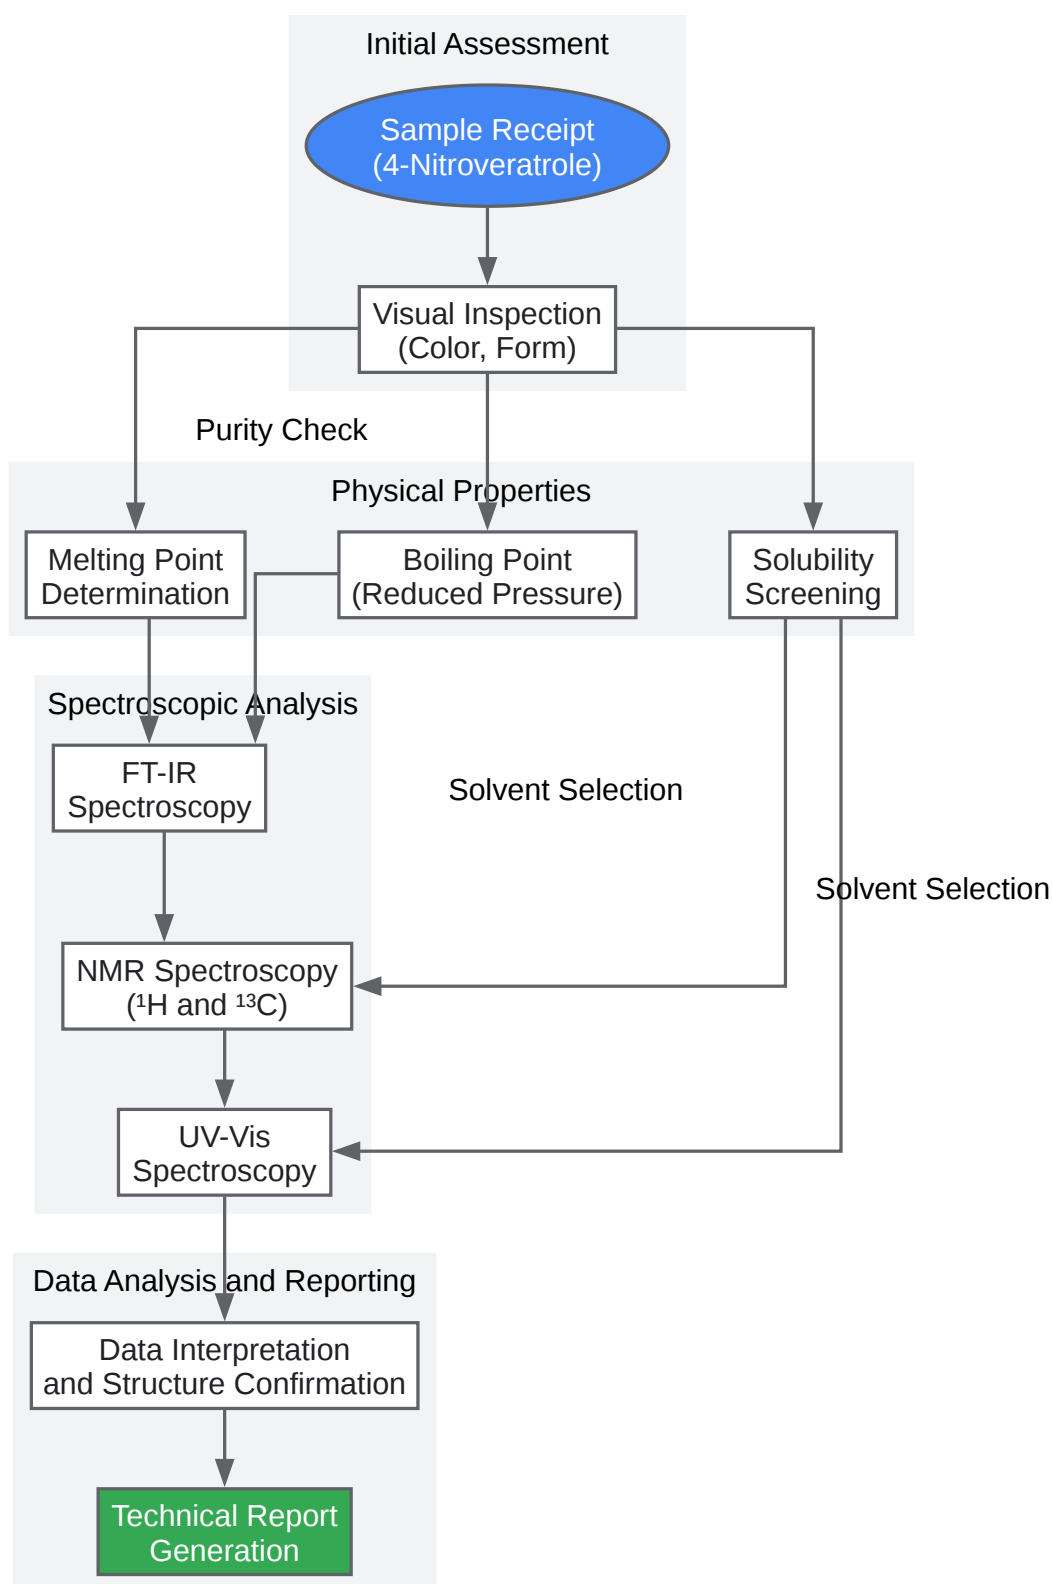 Initial Assessment
Sample Receipt
(4-Nitroveratrole)
Visual Inspection
(Color, Form)
Purity Check
Physical Properties
Melting Point
Determination
Boiling Point
(Reduced Pressure)
Solubility
Screening
Spectroscopic Analysis
FT-IR
Spectroscopy
Solvent Selection
Solvent Selection
NMR Spectroscopy
(¹H and ¹³C)
UV-Vis
Spectroscopy
Data Analysis and Reporting
Data Interpretation
and Structure Confirmation
Technical Report
Generation